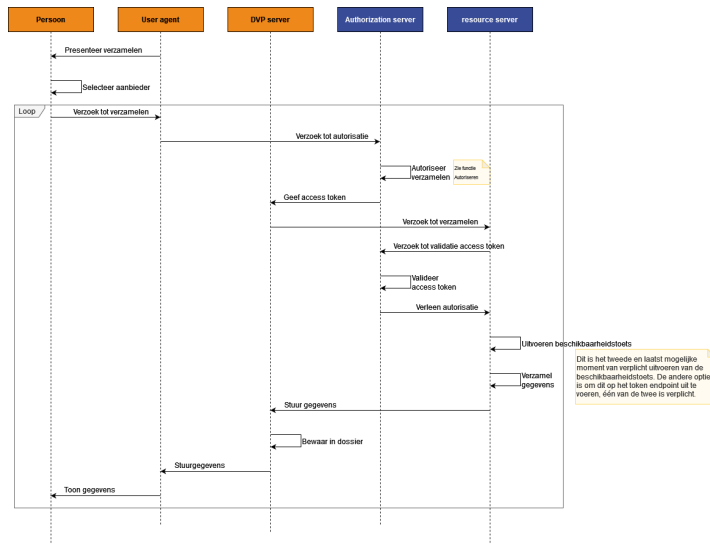 Persoon
User agent
DVP server
Authorization server
resource server
Presenteer verzamelen
Selecteer aanbieder
Loop
Verzoek tot verzamelen
Verzoek tot autorisatie
Autoriseer
verzamelen
Zie functie
Autoriseren
Geef access token
Verzoek tot verzamelen
Verzoek tot validatie access token
Valideer
access token
Verleen autorisatie
Uitvoeren beschikbaarheidstoets
Dit is het tweede en laatst mogelijke
moment van verplicht uitvoeren van de
beschikbaarheidstoets. De andere optie
is om dit op het token endpoint uit te
voeren, één van de twee is verplicht.
Verzamel
gegevens
Stuur gegevens
Bewaar in dossier
Stuurgegevens
Toon gegevens